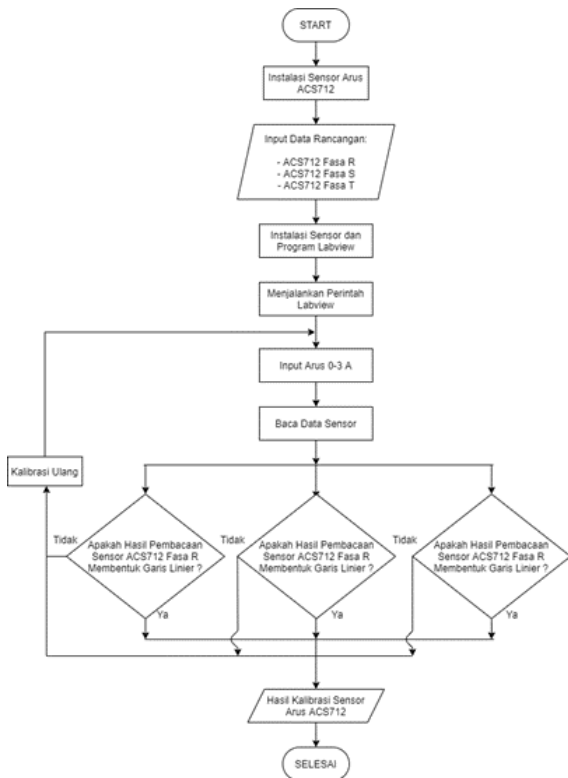 START
Instalasi Sensor Arus
ACS712
Input Data Rancangan:
- ACS712 Fasa R
- ACS712 Fasa S
- ACS712 Fasa T
Instalasi Sensor dan
Program Labview
Menjalankan Perintah
Labview
Input Arus 0-3 A
Baca Data Sensor
Kalibrasi Ulang
Tidak
Apakah Hasil Pembacaan
Sensor ACS712 Fasa R
Membentuk Garis Linier ?
Ya
Tidak
Apakah Hasil Pembacaan
Sensor ACS712 Fasa R
Membentuk Garis Linier ?
Ya
Tidak
Apakah Hasil Pembacaan
Sensor ACS712 Fasa R
Membentuk Garis Linier ?
Ya
Hasil Kalibrasi Sensor
Arus ACS712
SELESAI